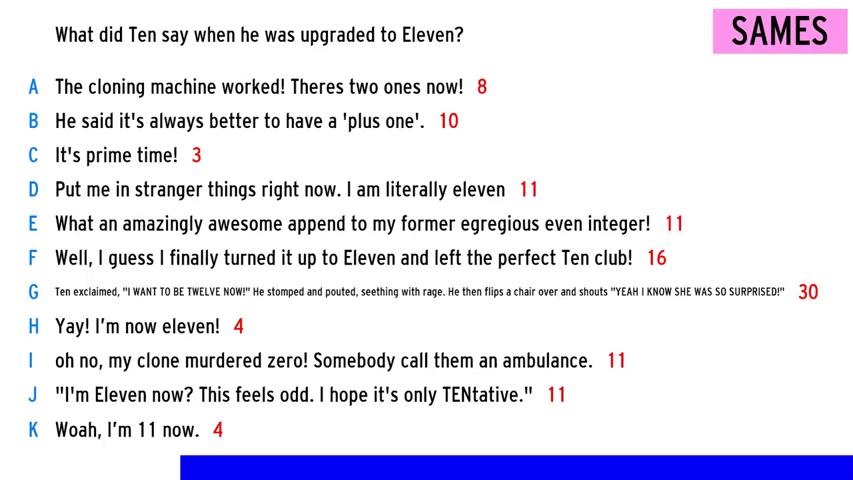 What did Ten say when he was upgraded to Eleven?
SAMES
A The cloning machine worked! Theres two ones now! 8
B He said it's always better to have a 'plus one'. 10
C It's prime time! 3
D Put me in stranger things right now. I am literally eleven 11
E What an amazingly awesome append to my former egregious even integer! 11
F Well, I guess I finally turned it up to Eleven and left the perfect Ten club! 16
G Ten exclaimed, "I WANT TO BE TWELVE NOW!" He stomped and pouted, seething with rage. He then flips a chair over and shouts "YEAH I KNOW SHE WAS SO SURPRISED!" 30
H Yay! I’m now eleven! 4
I oh no, my clone murdered zero! Somebody call them an ambulance. 11
J "I'm Eleven now? This feels odd. I hope it's only TENtative." 11
K Woah, I’m 11 now. 4